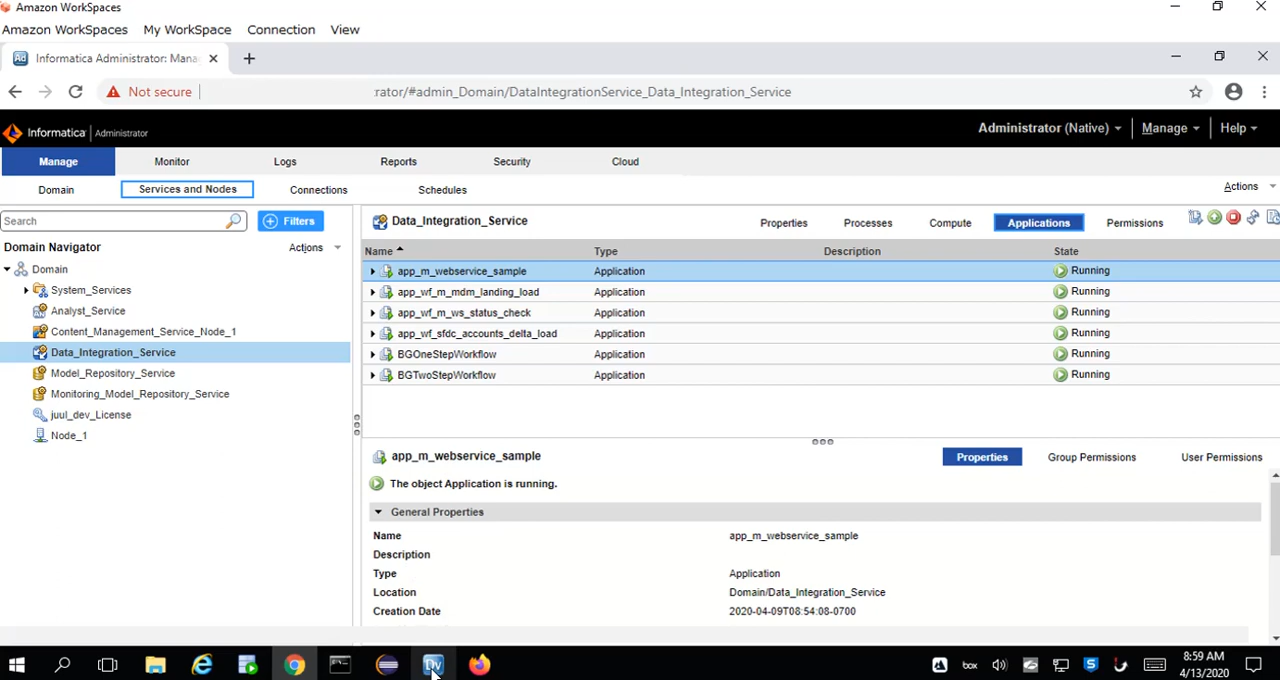 Amazon WorkSpaces
Amazon WorkSpaces My WorkSpace Connection View
Ad Informatica Administrator: Mana
Not secure rator/#admin_Domain/DataIntegrationService_Data_Integration_Service
Informatica Administrator Administrator (Native) Manage Help
Manage Monitor Logs Reports Security Cloud
Domain Services and Nodes Connections Schedules Actions
Search Filters Data_Integration_Service Properties Processes Compute Applications Permissions
Domain Navigator Actions Name Type Description State
Domain app_m_webservice_sample Application Running
System_Services app_wf_m_mdm_landing_load Application Running
Analyst_Service app_wf_m_ws_status_check Application Running
Content_Management_Service_Node_1 app_wf_sfdc_accounts_delta_load Application Running
Data_Integration_Service BGOneStepWorkflow Application Running
Model_Repository_Service BGTwoStepWorkflow Application Running
Monitoring_Model_Repository_Service
juul_dev_License
Node_1
app_m_webservice_sample Properties Group Permissions User Permissions
The object Application is running.
General Properties
Name app_m_webservice_sample
Description
Type Application
Location Domain/Data_Integration_Service
Creation Date 2020-04-09T08:54:08-0700
Dv box S 8:59 AM
4/13/2020